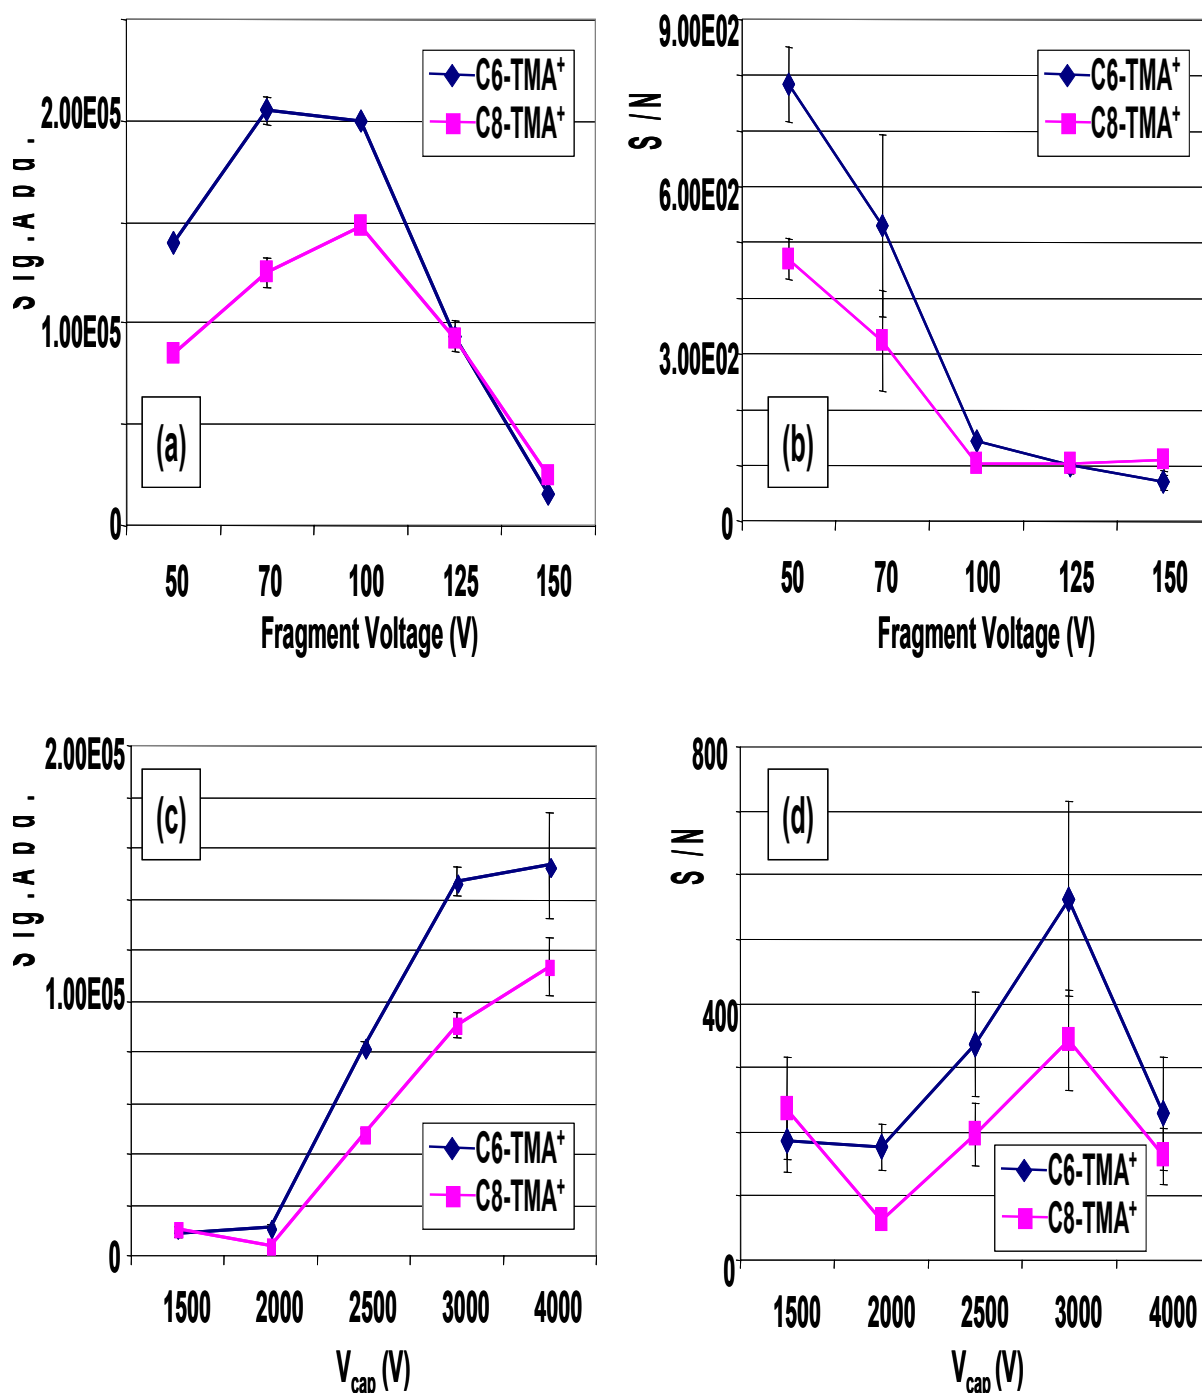 C6-TMA⁺
C8-TMA⁺
2.00E05
1.00E05
0
(a)
50 70 100 125 150
Fragment Voltage (V)
S/N
9.00E02
C6-TMA⁺
C8-TMA⁺
6.00E02
3.00E02
0
(b)
50 70 100 125 150
Fragment Voltage (V)
2.00E05
(c)
1.00E05
C6-TMA⁺
C8-TMA⁺
0
1500 2000 2500 3000 4000
Vcap (V)
S/N
800
(d)
400
C6-TMA⁺
C8-TMA⁺
0
1500 2000 2500 3000 4000
Vcap (V)